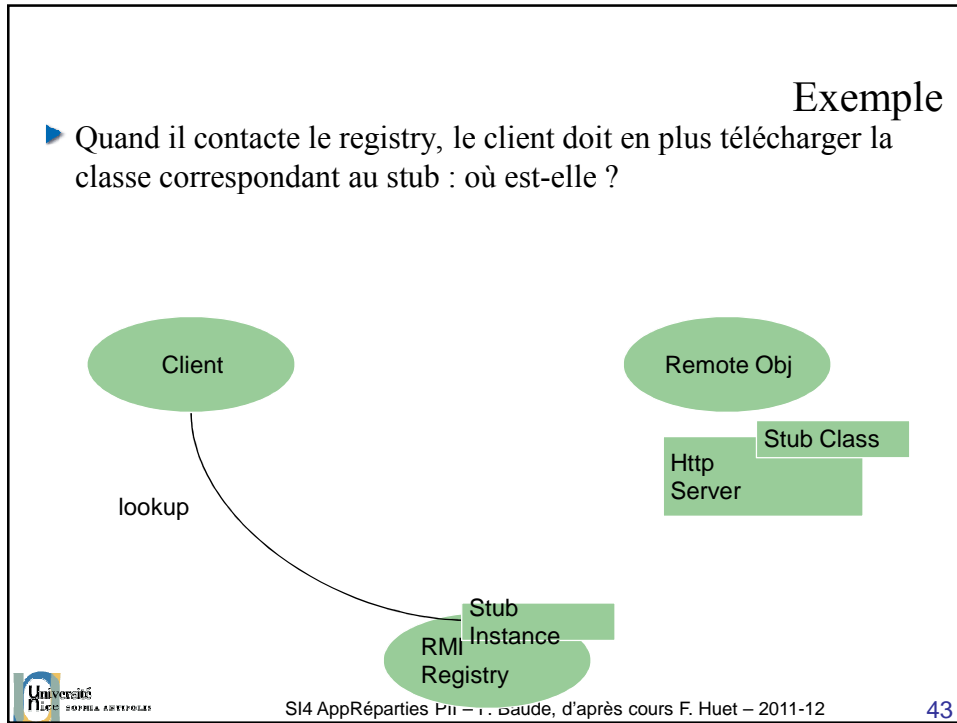 Exemple
Quand il contacte le registry, le client doit en plus télécharger la
classe correspondant au stub : où est-elle ?
Client
Remote Obj
Stub Class
Http
Server
lookup
Stub
Instance
RMI
Registry
Université
SOPHIA ANTIPOLIS
SI4 AppRéparties Baude, d'après cours F. Huet – 2011-12
43